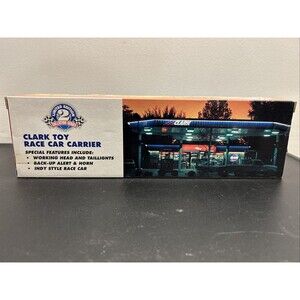 2
CLARK TOY
RACE CAR CARRIER
SPECIAL FEATURES INCLUDE:
• WORKING HEAD AND TAILLIGHTS
• BACK-UP ALERT & HORN
• INDY STYLE RACE CAR